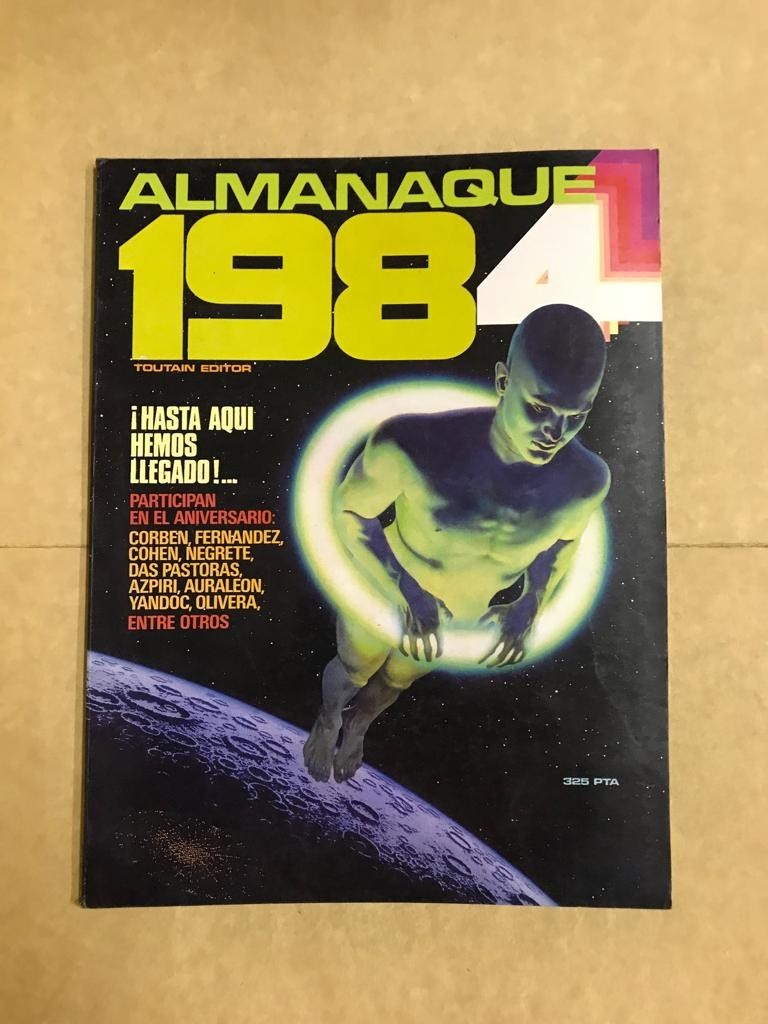 ALMANAQUE
1984
TOUTAIN EDITOR
¡HASTA AQUI
HEMOS
LLEGADO!...
PARTICIPAN
EN EL ANIVERSARIO:
CORBEN, FERNANDEZ,
COHEN, NEGRETE,
DAS PASTORAS,
AZPIRI, AURALEON,
YANDOC, OLIVERA,
ENTRE OTROS
325 PTA